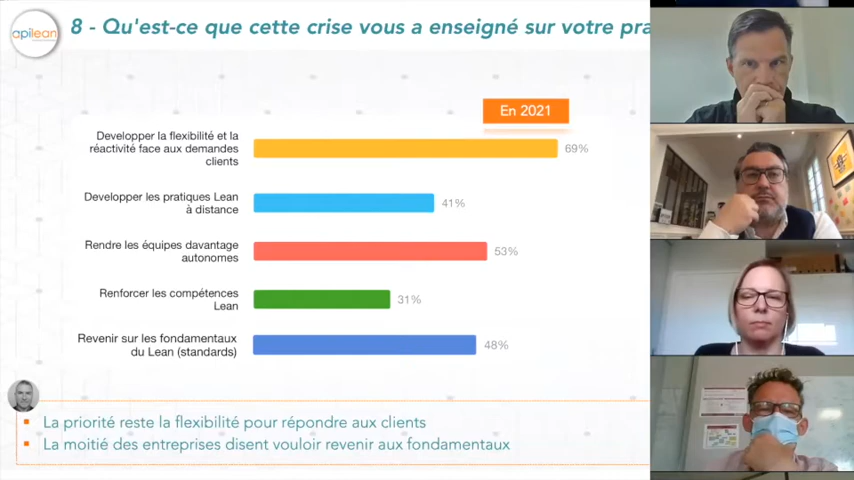 apilean
8 - Qu'est-ce que cette crise vous a enseigné sur votre
En 2021
Developper la flexibilité et la
réactivité face aux demandes
clients
69%
Developper les pratiques Lean
à distance
41%
Rendre les équipes davantage
autonomes
53%
Renforcer les compétences
Lean
31%
Revenir sur les fondamentaux
du Lean (standards)
48%
▪ La priorité reste la flexibilité pour répondre aux clients
▪ La moitié des entreprises disent vouloir revenir aux fondamentaux